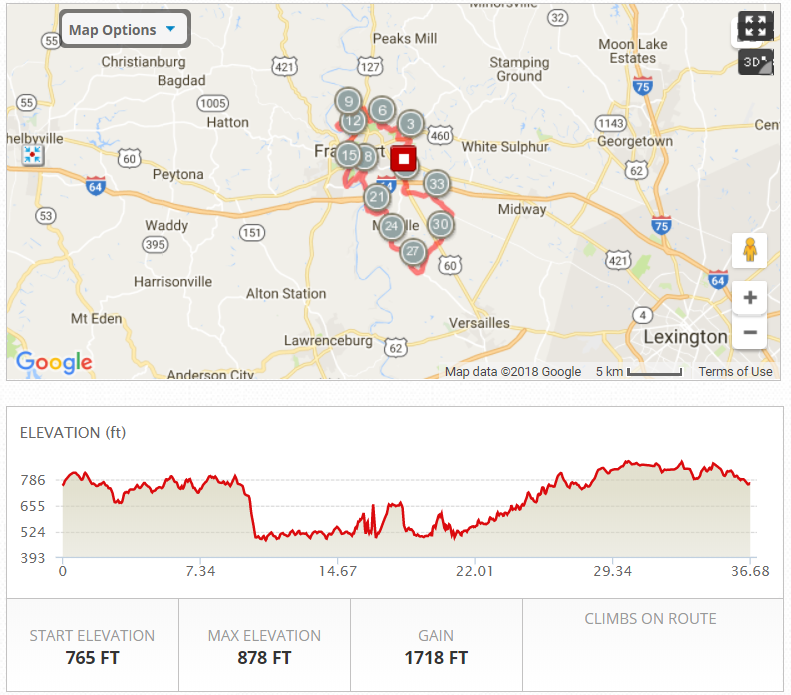 Minorsville
32
Map Options
55
Peaks Mill
Moon Lake
Estates
3D
Christianburg
421
127
Stamping
Ground
Bagdad
75
9
6
55
1005
12
3
1143
Hatton
460
Georgetown
White Sulphur
60
15
8
62
Peytona
64
64
33
21
Midway
53
Waddy
151
24
30
75
395
27
60
421
Harrisonville
64
Alton Station
Mt Eden
4
Versailles
Lawrenceburg
Lexington
62
Google
Anderson City
Map data ©2018 Google
5 km
Terms of Use
ELEVATION (ft)
786
655
524
393
0
7.34
14.67
22.01
29.34
36.68
START ELEVATION
765 FT
MAX ELEVATION
878 FT
GAIN
1718 FT
CLIMBS ON ROUTE